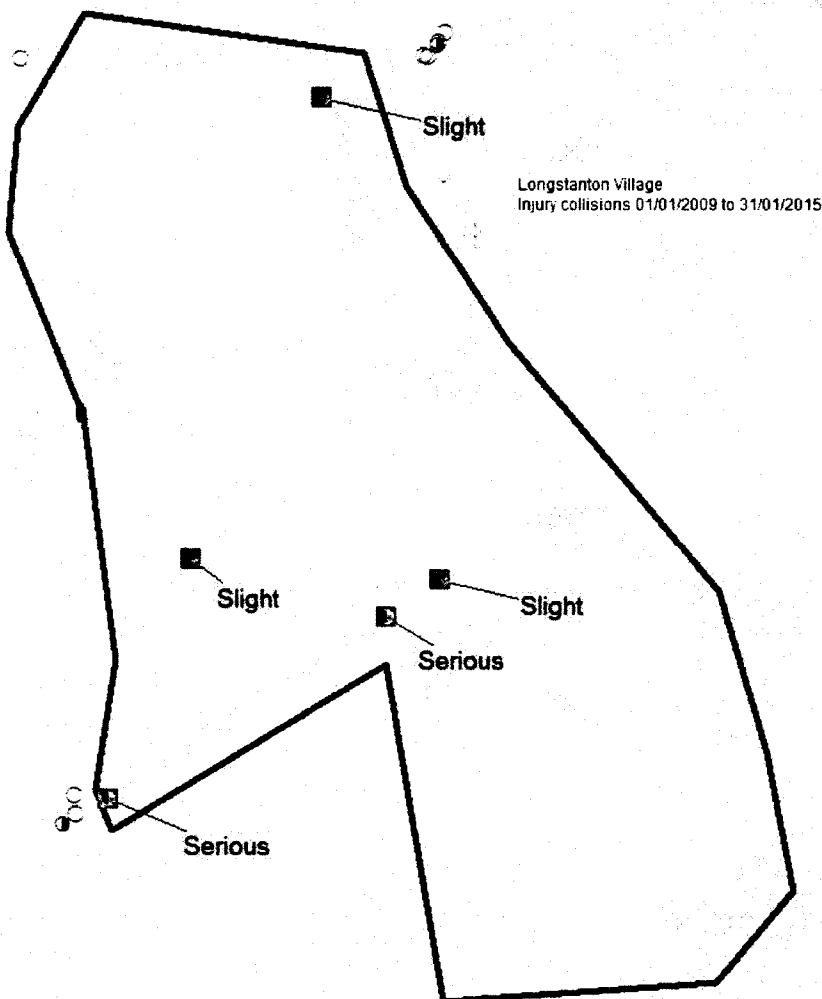 Slight
Longstanton Village
Injury collisions 01/01/2009 to 31/01/2015
Slight
Slight
Serious
Serious